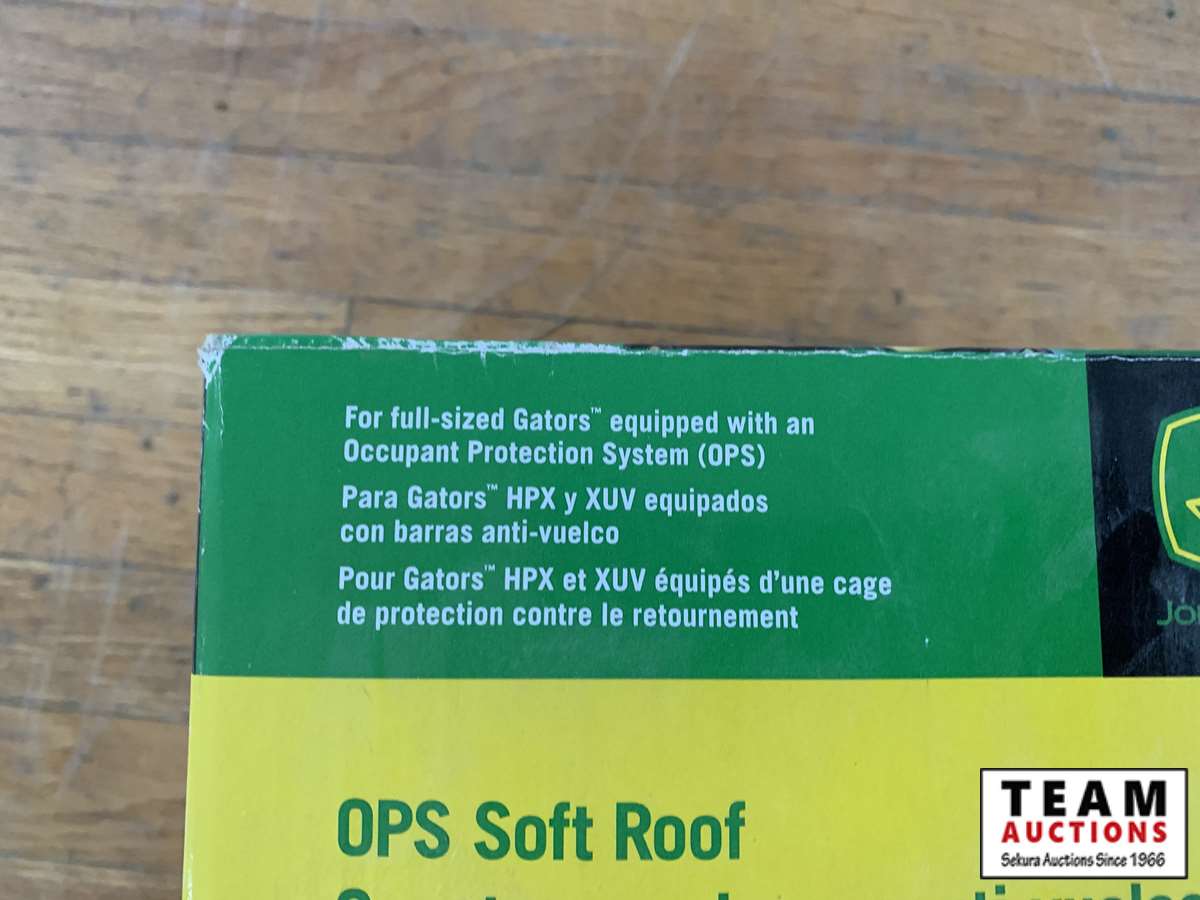 For full-sized Gators™ equipped with an
Occupant Protection System (OPS)
Para Gators™ HPX y XUV equipados
con barras anti-vuelco
Pour Gators™ HPX et XUV équipés d'une cage
de protection contre le retournement
OPS Soft Roof
TEAM
AUCTIONS
Sekura Auctions Since 1966